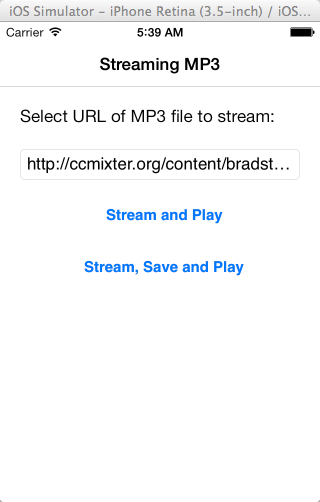 iOS Simulator – iPhone Retina (3.5-inch) / iOS...
Carrier 5:39 AM
Streaming MP3
Select URL of MP3 file to stream:
http://ccmixter.org/content/bradst...
Stream and Play
Stream, Save and Play